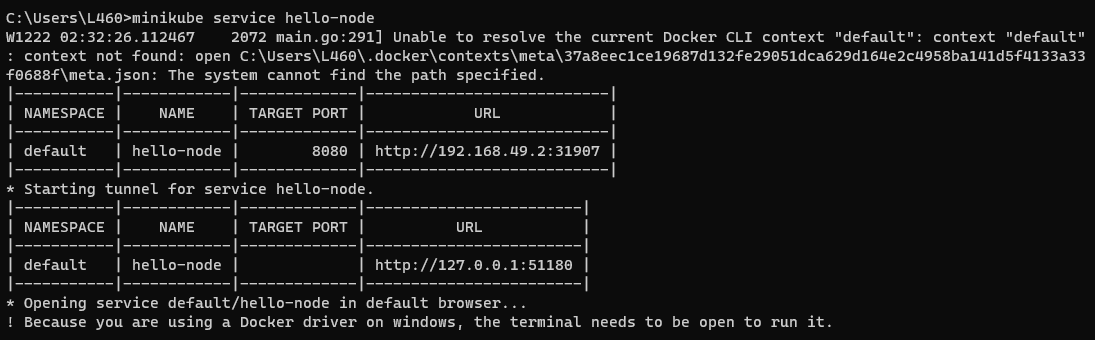 C:\Users\L460>minikube service hello-node
W1222 02:32:26.112467    2072 main.go:291] Unable to resolve the current Docker CLI context "default": context "default"
: context not found: open C:\Users\L460\.docker\contexts\meta\37a8eec1ce19687d132fe29051dca629d164e2c4958ba141d5f4133a33
f0688f\meta.json: The system cannot find the path specified.
|-----------|------------|-------------|---------------------------|
| NAMESPACE |    NAME    | TARGET PORT |            URL            |
|-----------|------------|-------------|---------------------------|
| default   | hello-node |        8080 | http://192.168.49.2:31907 |
|-----------|------------|-------------|---------------------------|
* Starting tunnel for service hello-node.
|-----------|------------|-------------|------------------------|
| NAMESPACE |    NAME    | TARGET PORT |          URL           |
|-----------|------------|-------------|------------------------|
| default   | hello-node |             | http://127.0.0.1:51180 |
|-----------|------------|-------------|------------------------|
* Opening service default/hello-node in default browser...
! Because you are using a Docker driver on windows, the terminal needs to be open to run it.